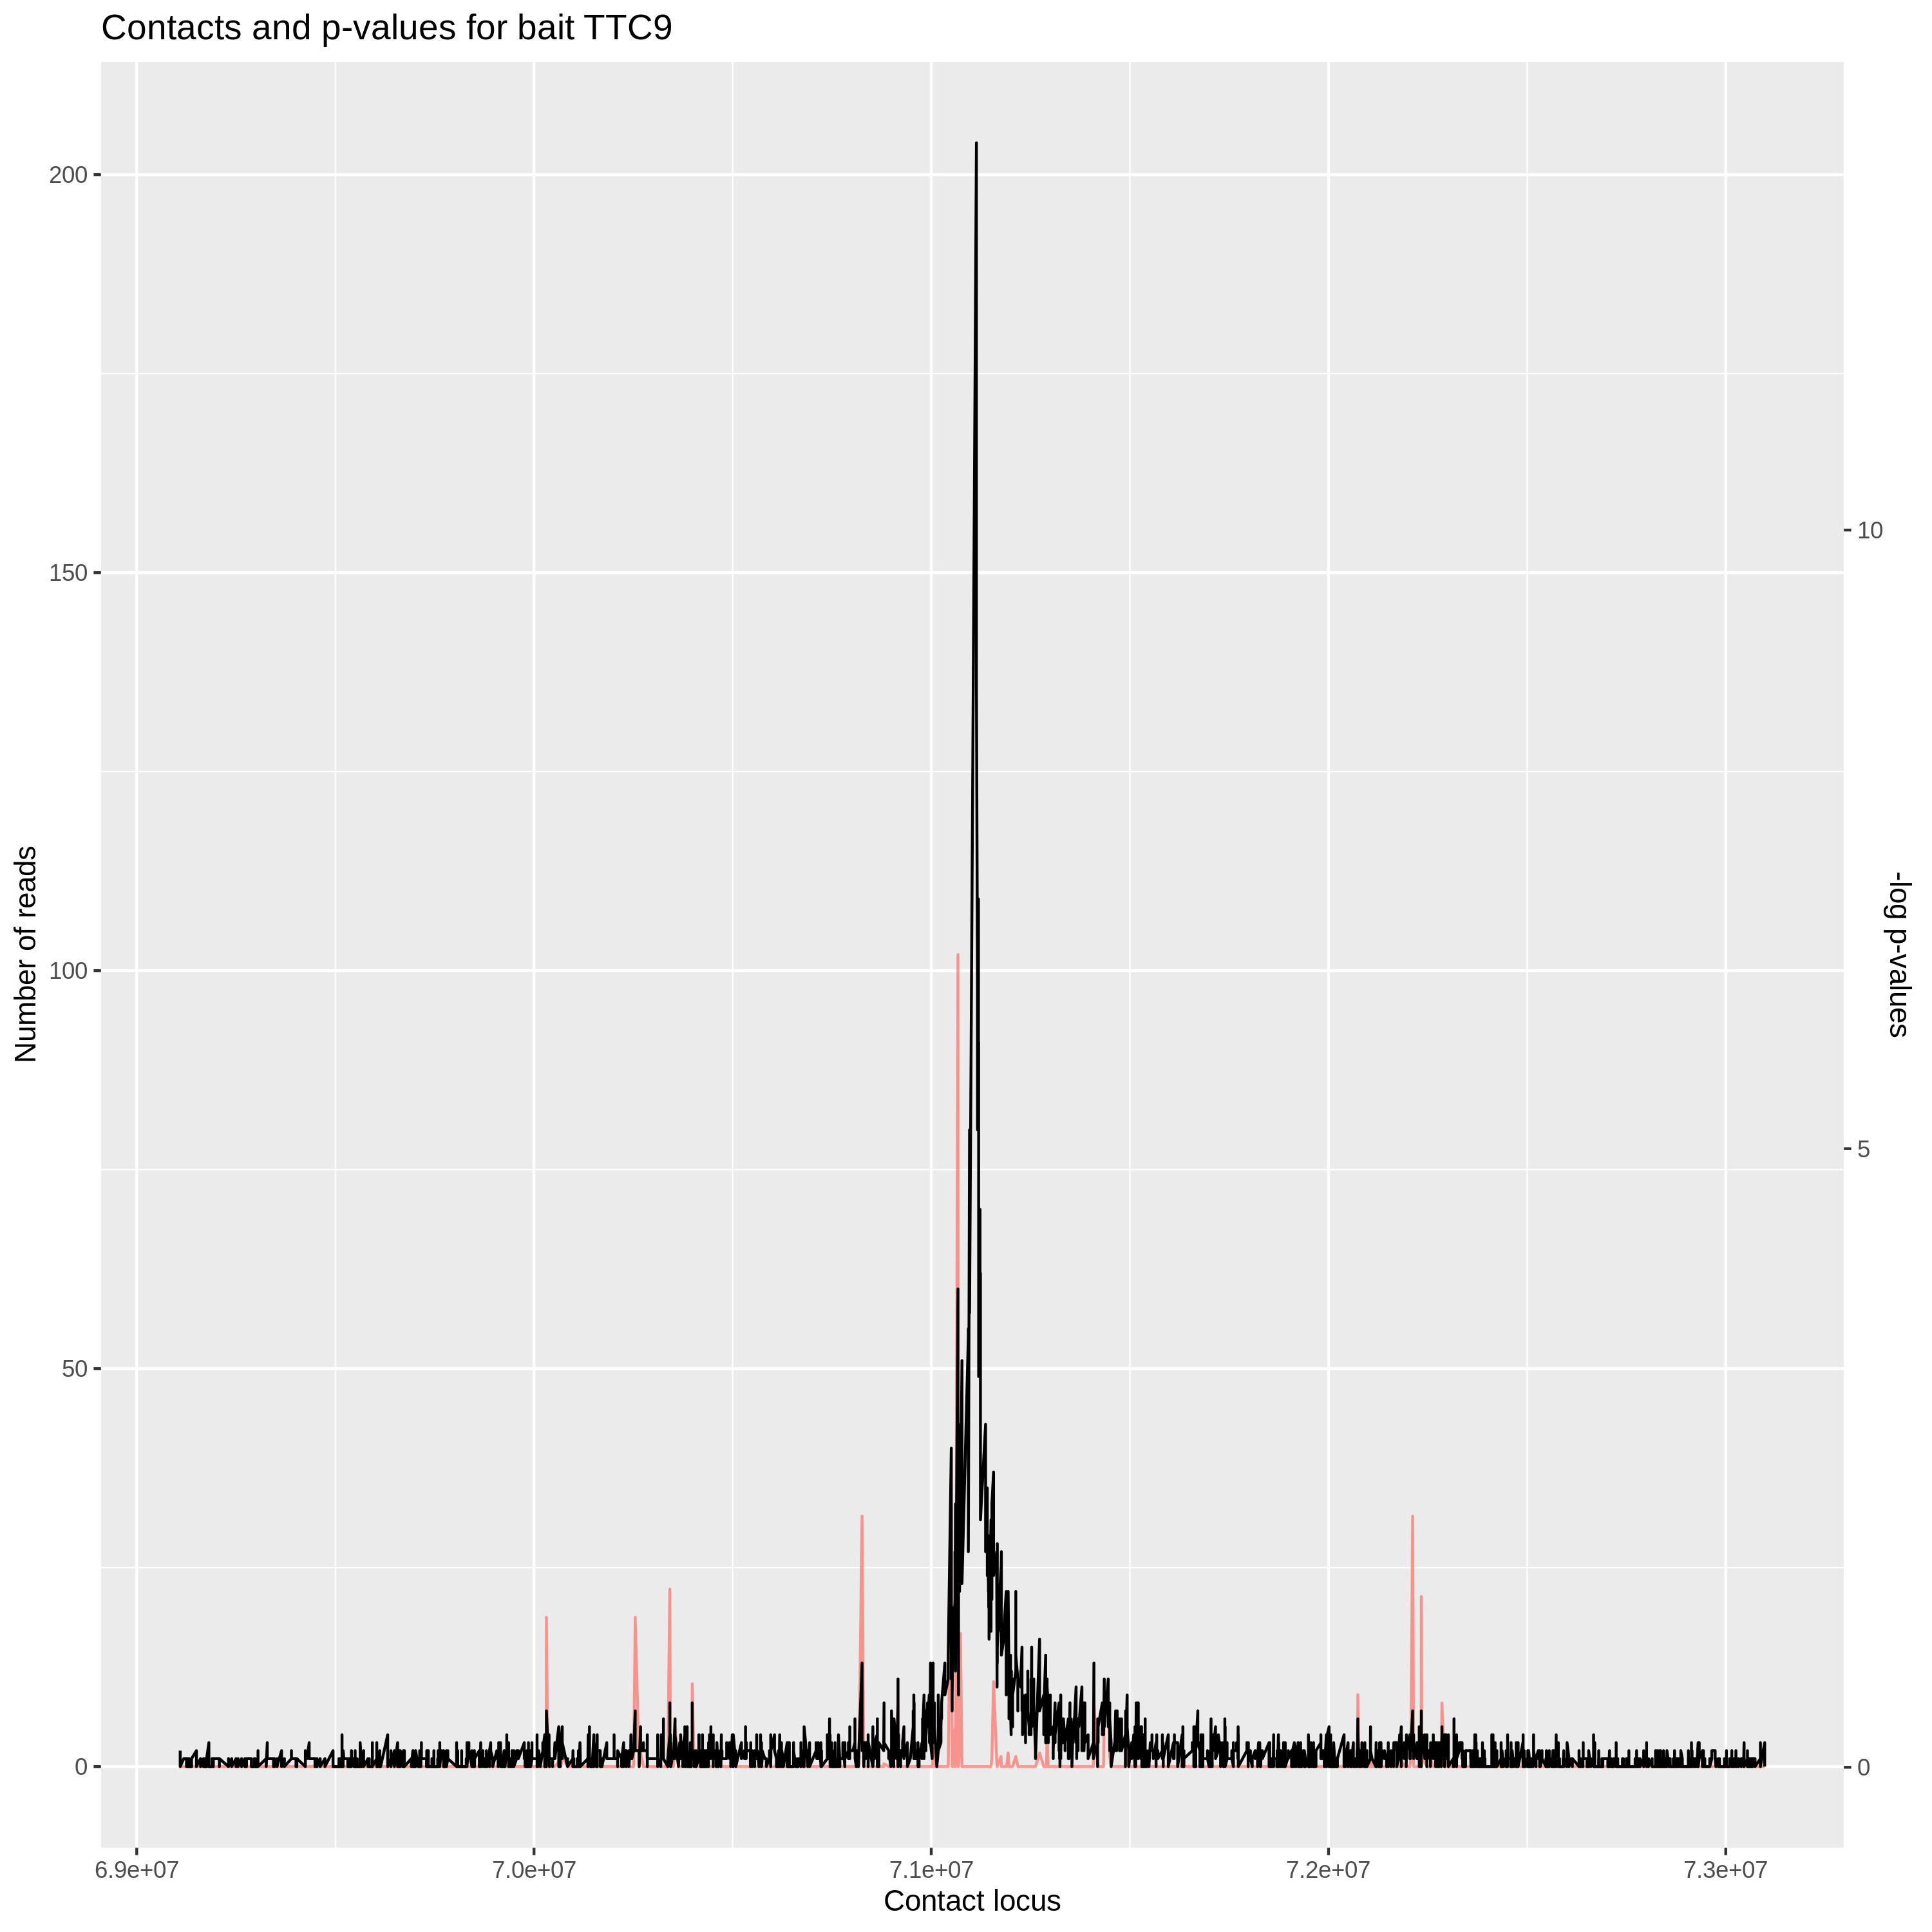 Contacts and p-values for bait TTC9
200
150
100
50
0
10
5
0
Number of reads
-log p-values
6.9e+07 7.0e+07 7.1e+07 7.2e+07 7.3e+07
Contact locus